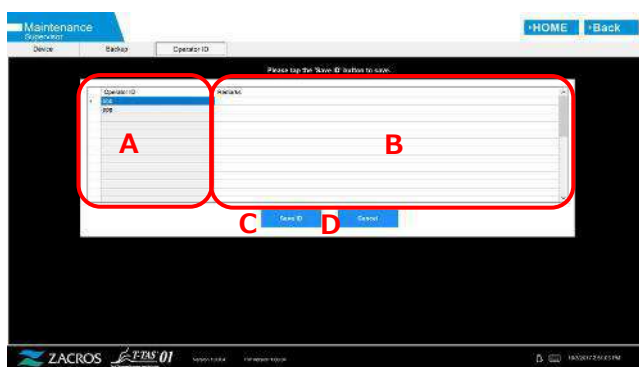 Maintenance
Supervisor
›HOME ›Back
Device Backup Operator ID
Please tap the 'Save ID' button to save.
Operator ID Remarks
A B
C Save ID D Cancel
ZACROS T-TAS 01